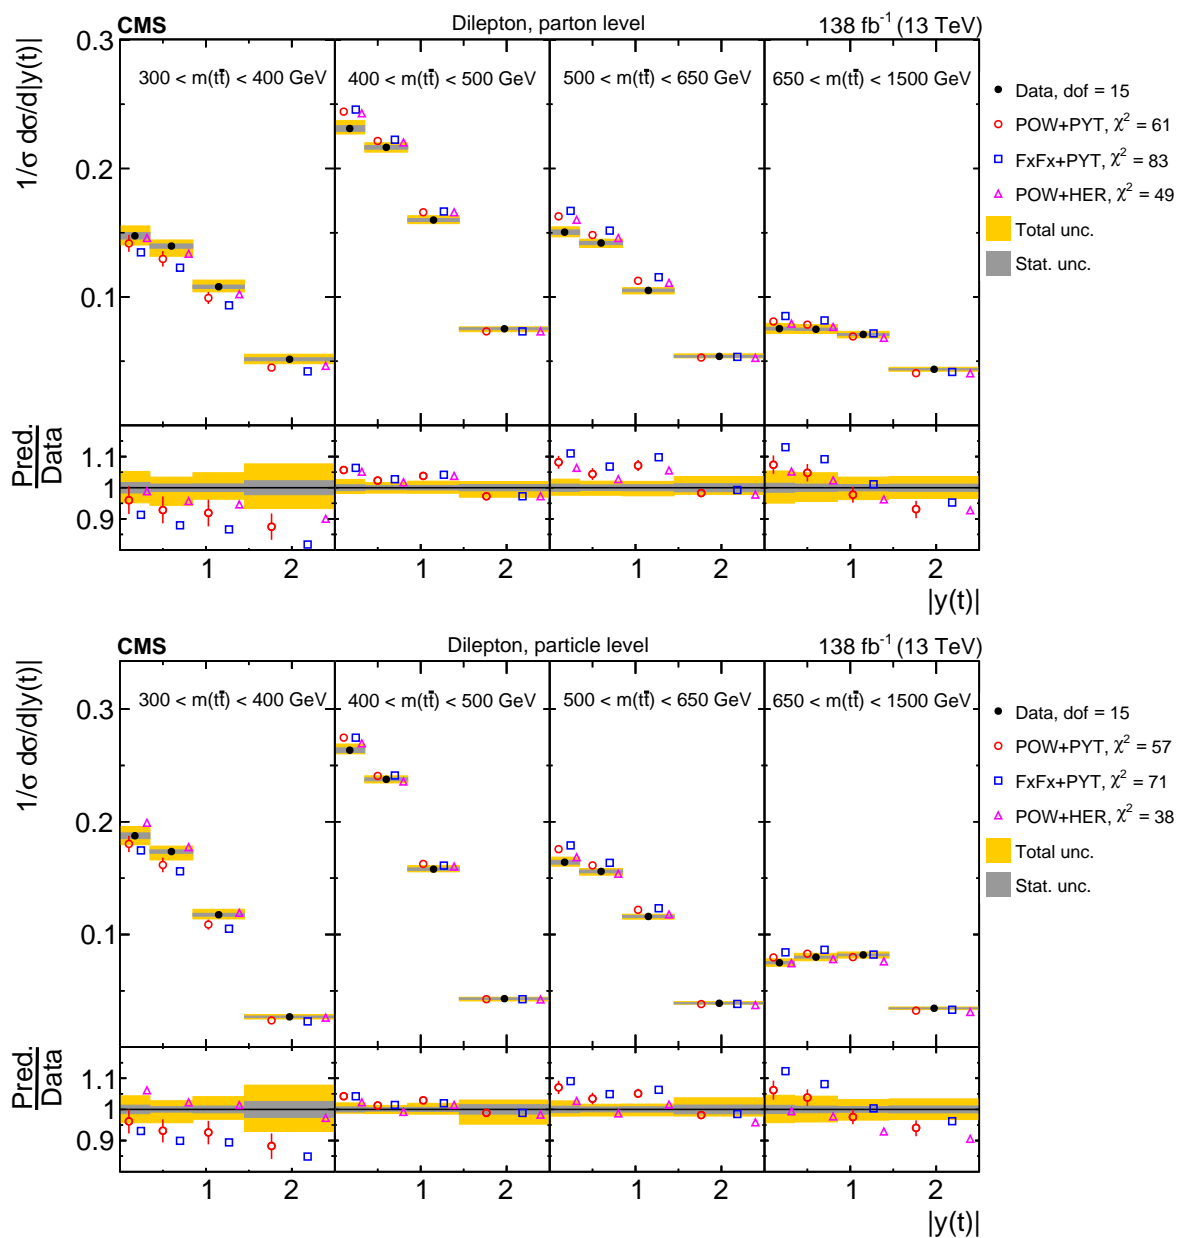 CMS Dilepton, parton level 138 fb⁻¹ (13 TeV)
1/σ dσ/d|y(t)|
0.3
0.2
0.1
300 < m(tt̄) < 400 GeV
400 < m(tt̄) < 500 GeV
500 < m(tt̄) < 650 GeV
650 < m(tt̄) < 1500 GeV
Data, dof = 15
POW+PYT, χ² = 61
FxFx+PYT, χ² = 83
POW+HER, χ² = 49
Total unc.
Stat. unc.
Pred.
Data
1.1
1
0.9
1 2 1 2 1 2 1 2
|y(t)|
CMS Dilepton, particle level 138 fb⁻¹ (13 TeV)
1/σ dσ/d|y(t)|
0.3
0.2
0.1
300 < m(tt̄) < 400 GeV
400 < m(tt̄) < 500 GeV
500 < m(tt̄) < 650 GeV
650 < m(tt̄) < 1500 GeV
Data, dof = 15
POW+PYT, χ² = 57
FxFx+PYT, χ² = 71
POW+HER, χ² = 38
Total unc.
Stat. unc.
Pred.
Data
1.1
1
0.9
1 2 1 2 1 2 1 2
|y(t)|